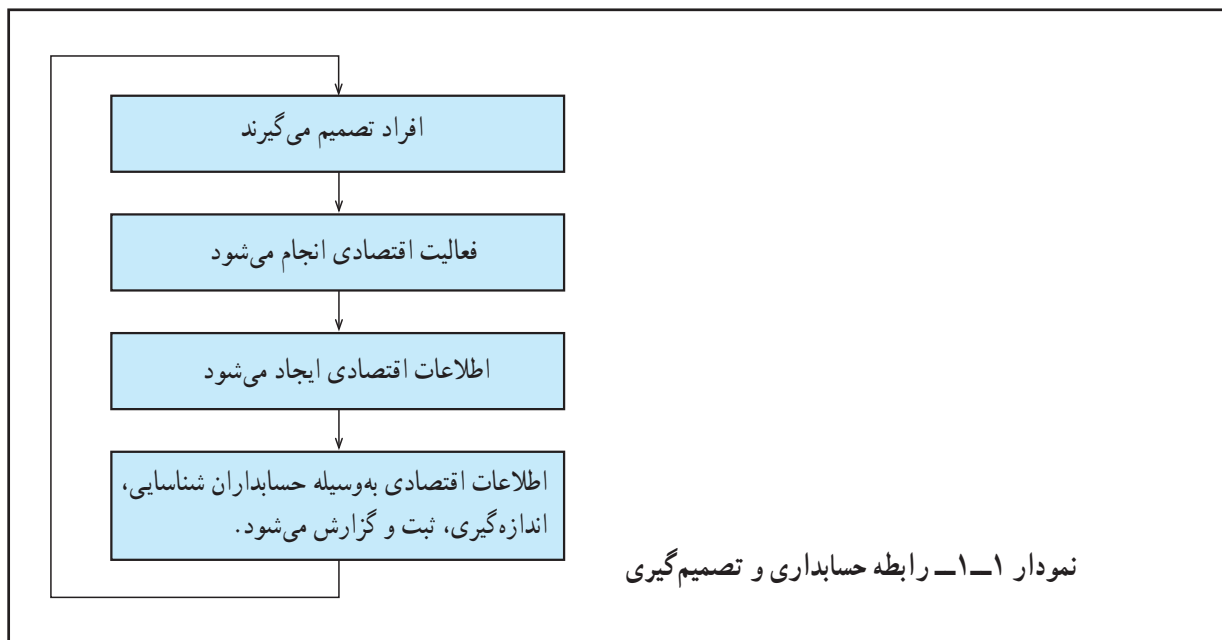 افراد تصمیم می‌گیرند
فعالیت اقتصادی انجام می‌شود
اطلاعات اقتصادی ایجاد می‌شود
اطلاعات اقتصادی به‌وسیله حسابداران شناسایی،
اندازه‌گیری، ثبت و گزارش می‌شود.
نمودار ۱ــ۱ــ رابطه حسابداری و تصمیم‌گیری